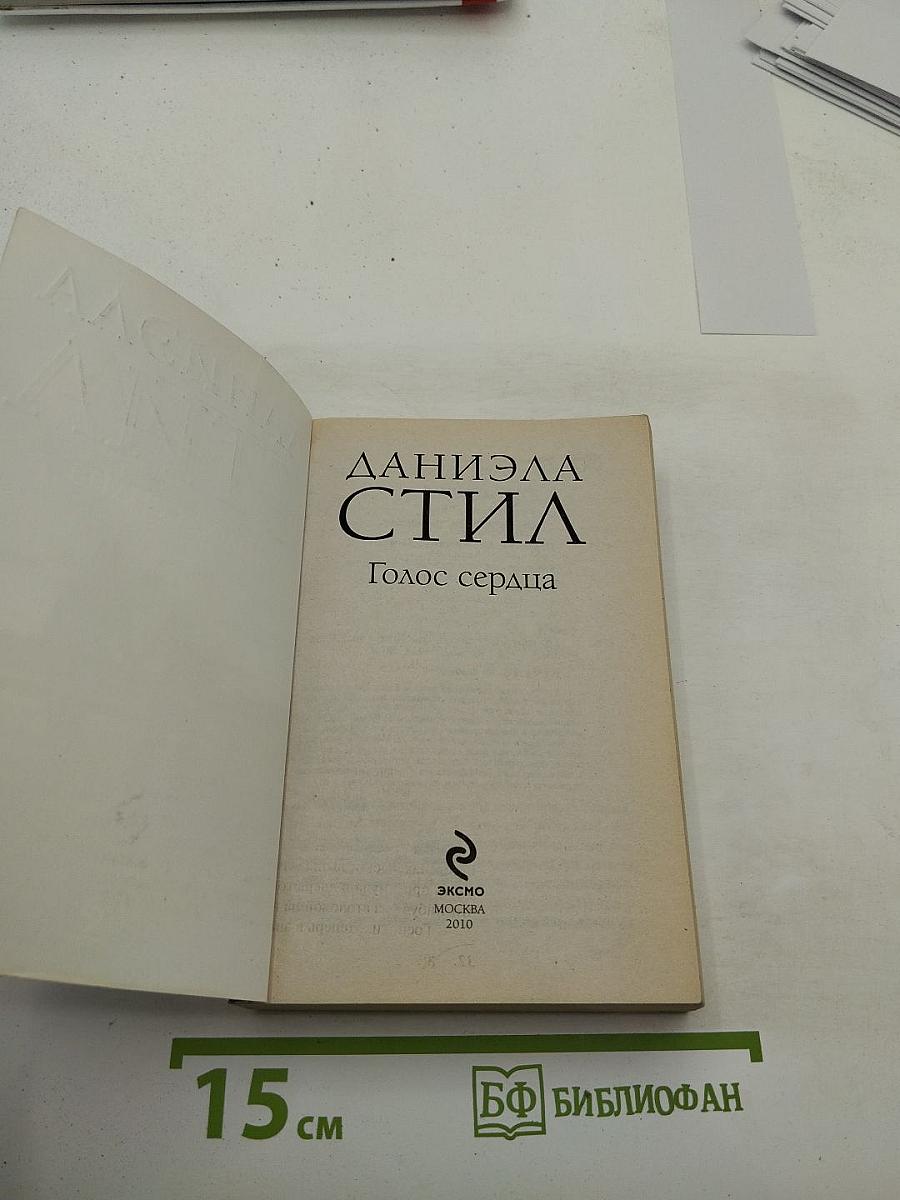 ДАНИЭЛА
СТИЛ
Голос сердца
ЭКСМО
МОСКВА
2010
15 см
БФ БИБЛИОФАН